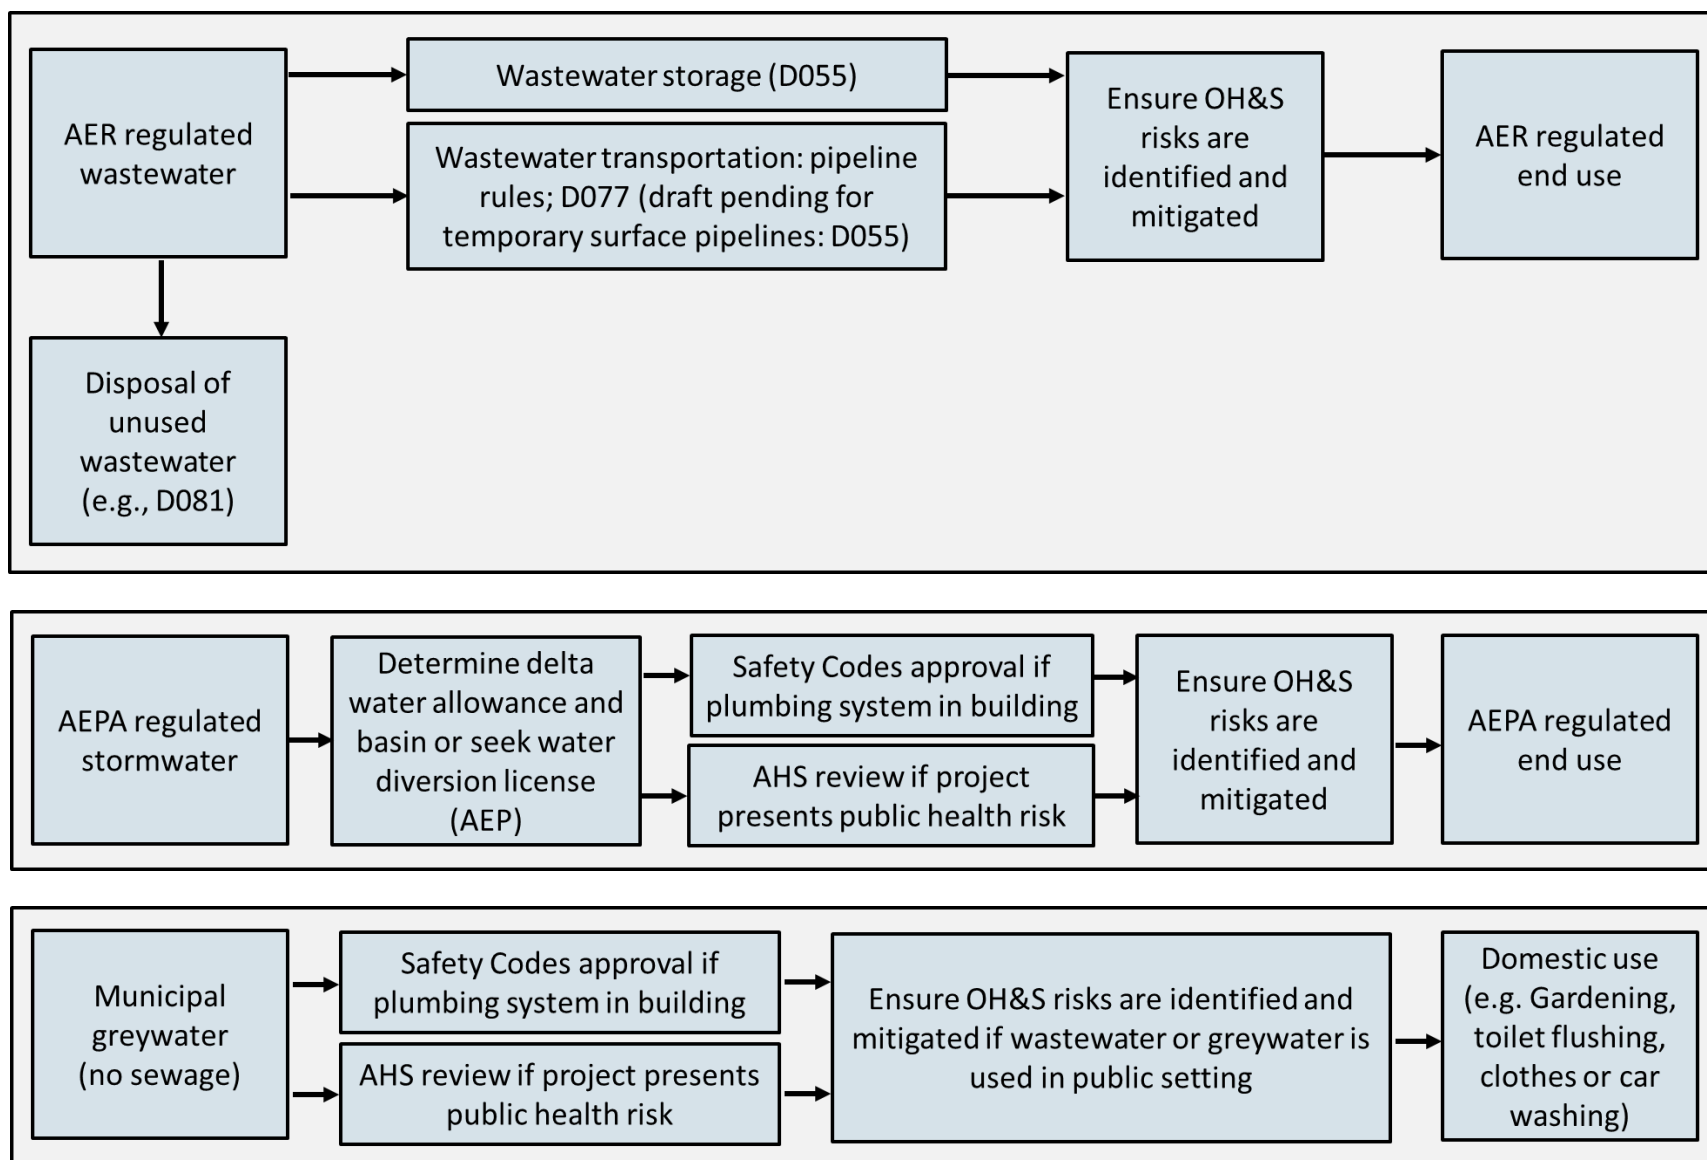 AER regulated
wastewater
Wastewater storage (D055)
Wastewater transportation: pipeline
rules; D077 (draft pending for
temporary surface pipelines: D055)
Ensure OH&S
risks are
identified and
mitigated
AER regulated
end use
Disposal of
unused
wastewater
(e.g., D081)
AEPA regulated
stormwater
Determine delta
water allowance and
basin or seek water
diversion license
(AEP)
Safety Codes approval if
plumbing system in building
AHS review if project
presents public health risk
Ensure OH&S
risks are
identified and
mitigated
AEPA regulated
end use
Municipal
greywater
(no sewage)
Safety Codes approval if
plumbing system in building
AHS review if project presents
public health risk
Ensure OH&S risks are identified and
mitigated if wastewater or greywater is
used in public setting
Domestic use
(e.g. Gardening,
toilet flushing,
clothes or car
washing)